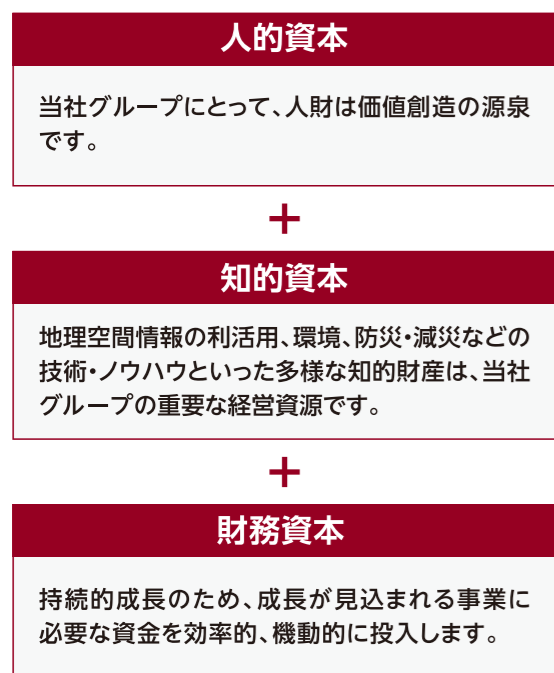 人的資本
当社グループにとって、人財は価値創造の源泉
です。
+
知的資本
地理空間情報の利活用、環境、防災・減災などの
技術・ノウハウといった多様な知的財産は、当社
グループの重要な経営資源です。
+
財務資本
持続的成長のため、成長が見込まれる事業に
必要な資金を効率的、機動的に投入します。